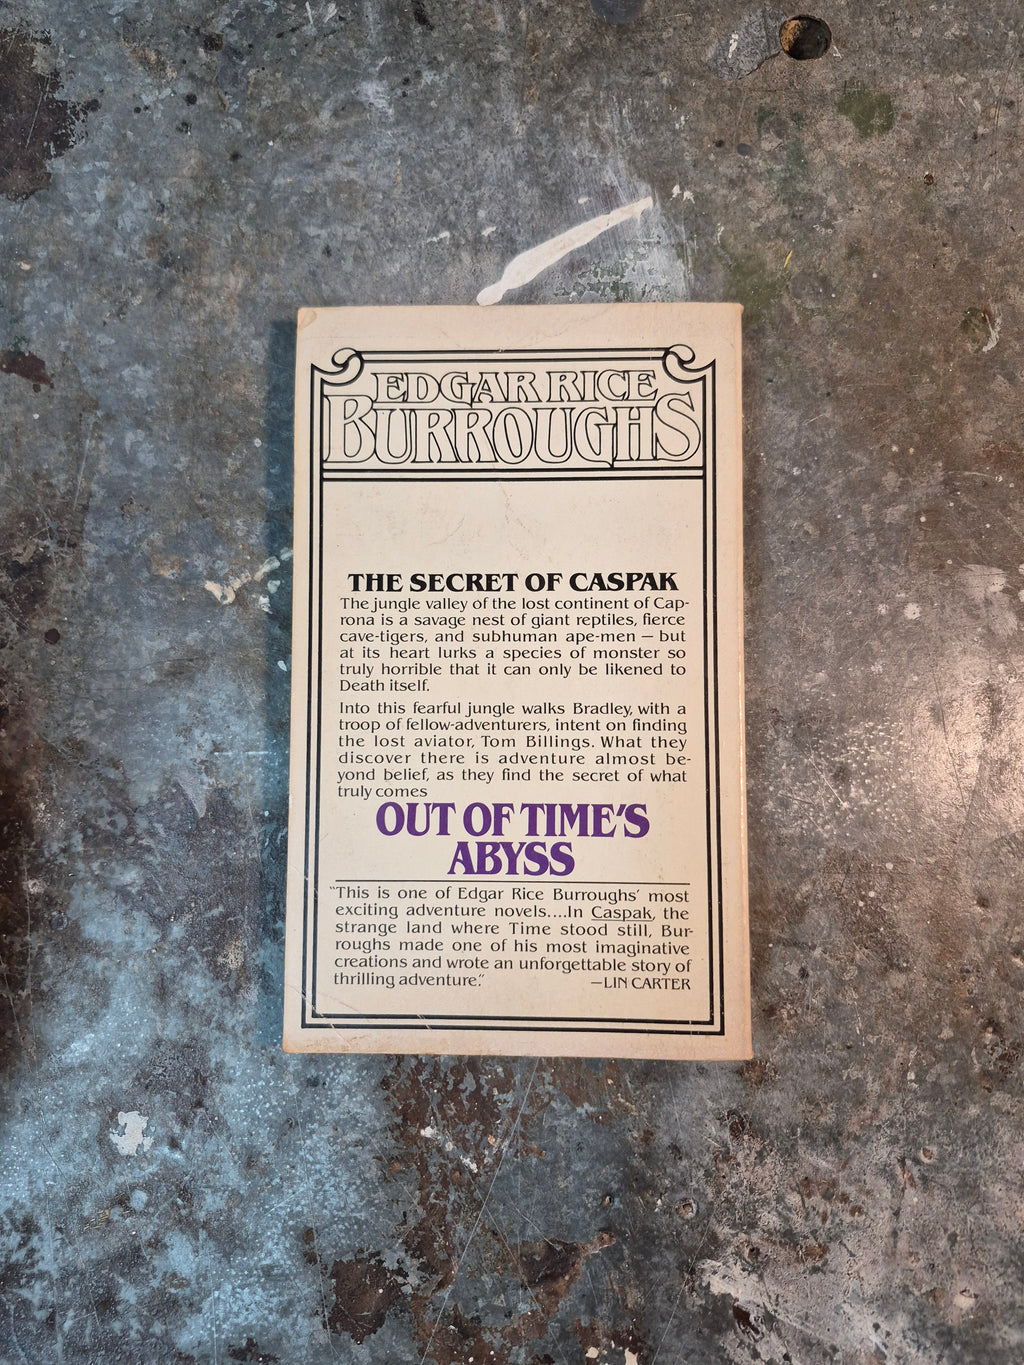 EDGAR RICE
BURROUGHS
THE SECRET OF CASPAK
The jungle valley of the lost continent of Cap-
rona is a savage nest of giant reptiles, fierce
cave-tigers, and subhuman ape-men — but
at its heart lurks a species of monster so
truly horrible that it can only be likened to
Death itself.
Into this fearful jungle walks Bradley, with a
troop of fellow-adventurers, intent on finding
the lost aviator, Tom Billings. What they
discover there is adventure almost be-
yond belief, as they find the secret of what
truly comes
OUT OF TIME'S
ABYSS
"This is one of Edgar Rice Burroughs' most
exciting adventure novels....In Caspak, the
strange land where Time stood still, Bur-
roughs made one of his most imaginative
creations and wrote an unforgettable story of
thrilling adventure." —LIN CARTER